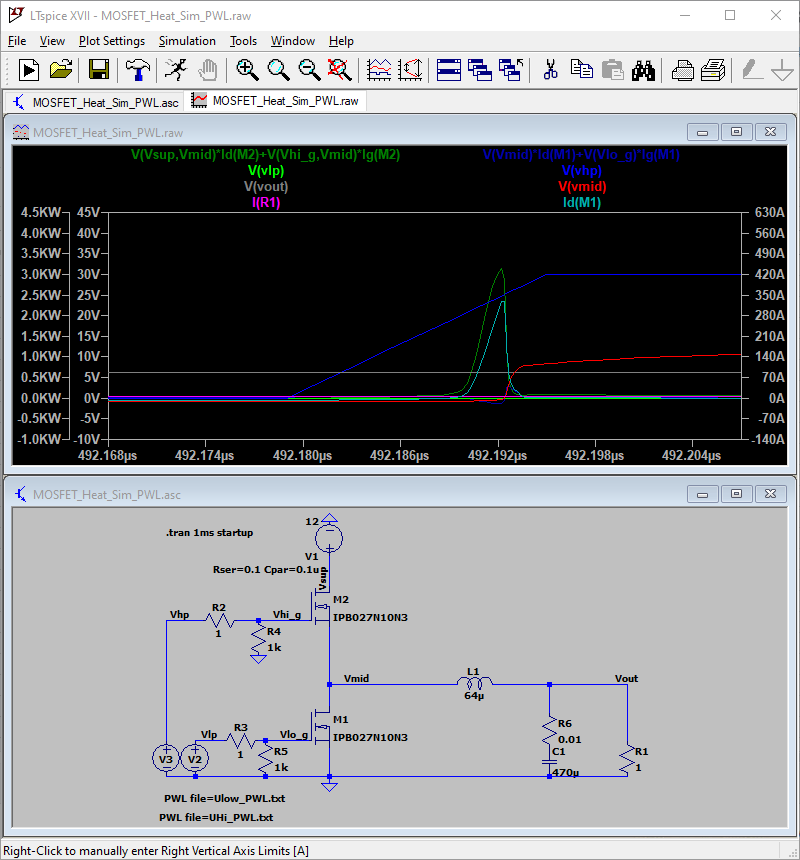 LTspice XVII - MOSFET_Heat_Sim_PWL.raw
File View Plot Settings Simulation Tools Window Help
MOSFET_Heat_Sim_PWL.asc MOSFET_Heat_Sim_PWL.raw
MOSFET_Heat_Sim_PWL.raw
V(Vsup,Vmid)*Id(M2)+V(Vhi_g,Vmid)*Ig(M2) V(Vmid)*Id(M1)+V(Vlo_g)*Ig(M1)
V(vlp) V(vhp)
V(vout) V(vmid)
I(R1) Id(M1)
4.5KW 45V 630A
4.0KW 40V 560A
3.5KW 35V 490A
3.0KW 30V 420A
2.5KW 25V 350A
2.0KW 20V 280A
1.5KW 15V 210A
1.0KW 10V 140A
0.5KW 5V 70A
0.0KW 0V 0A
-0.5KW -5V -70A
-1.0KW -10V -140A
492.168µs 492.174µs 492.180µs 492.186µs 492.192µs 492.198µs 492.204µs
MOSFET_Heat_Sim_PWL.asc
12
.tran 1ms startup
V1
Rser=0.1 Cpar=0.1u
Vsup
M2
Vhp R2 Vhi_g IPB027N10N3
1 R4
1k
L1
Vmid Vout
64µ
M1
R3 Vlo_g IPB027N10N3
Vlp
R6
0.01
1 R5
1k
C1 R1
V3 V2
470µ 1
PWL file=Ulow_PWL.txt
PWL file=UHi_PWL.txt
Right-Click to manually enter Right Vertical Axis Limits [A]